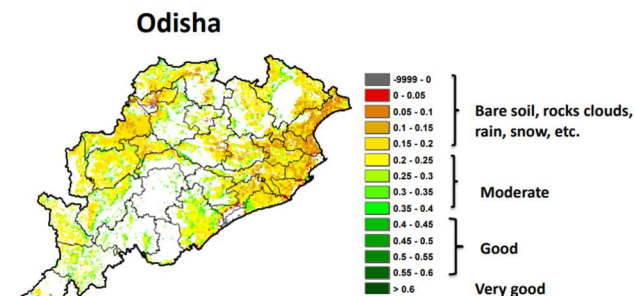 Odisha
-9999 - 0
0 - 0.05
0.05 - 0.1
0.1 - 0.15
0.15 - 0.2
0.2 - 0.25
0.25 - 0.3
0.3 - 0.35
0.35 - 0.4
0.4 - 0.45
0.45 - 0.5
0.5 - 0.55
0.55 - 0.6
> 0.6
Bare soil, rocks clouds,
rain, snow, etc.
Moderate
Good
Very good